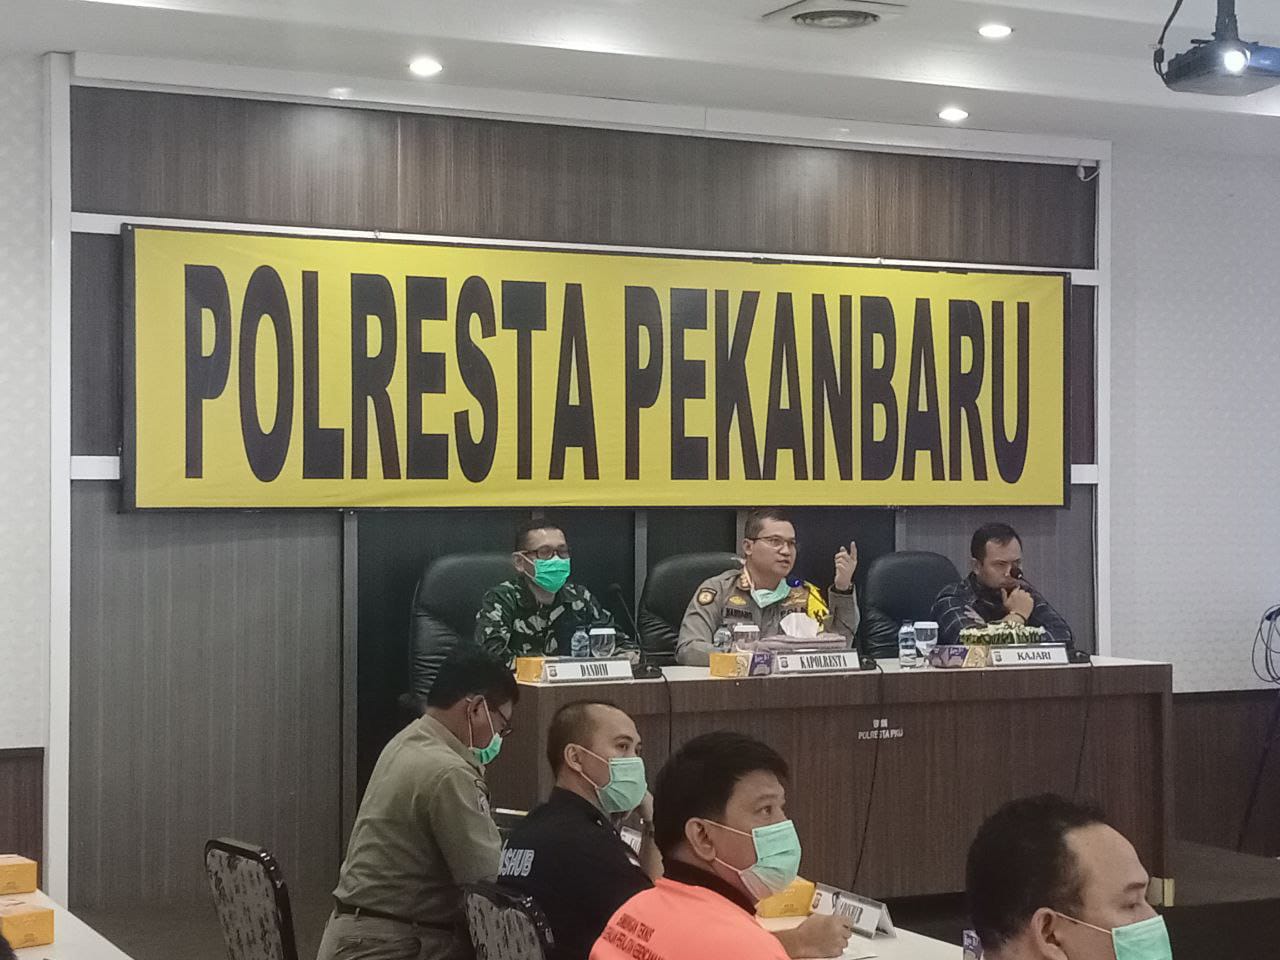 POLRESTA PEKANBARU
DANDIM
KAPOLRESTA
KAJARI
POLRESTA PKU